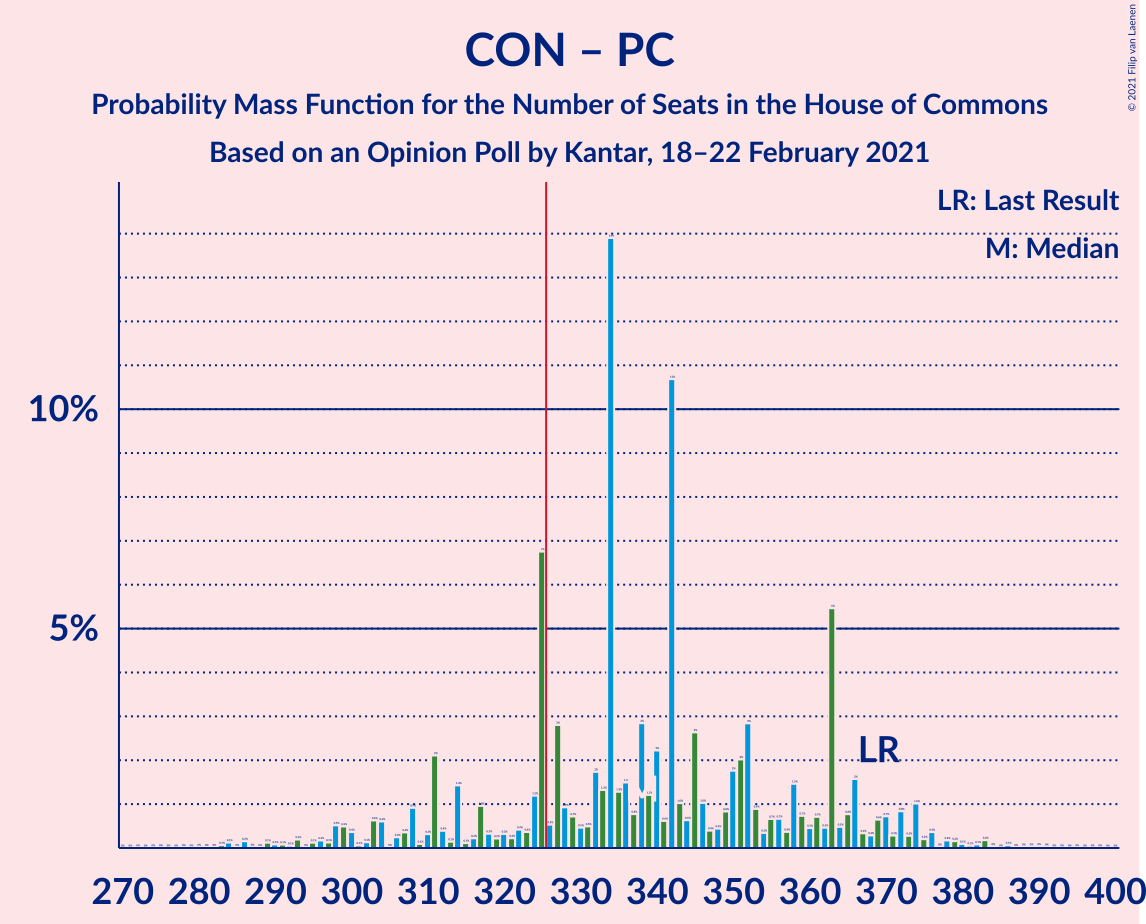 CON – PC
Probability Mass Function for the Number of Seats in the House of Commons
Based on an Opinion Poll by Kantar, 18–22 February 2021
© 2021 Filip van Laenen
LR: Last Result
M: Median
10%
5%
LR
270 280 290 300 310 320 330 340 350 360 370 380 390 400